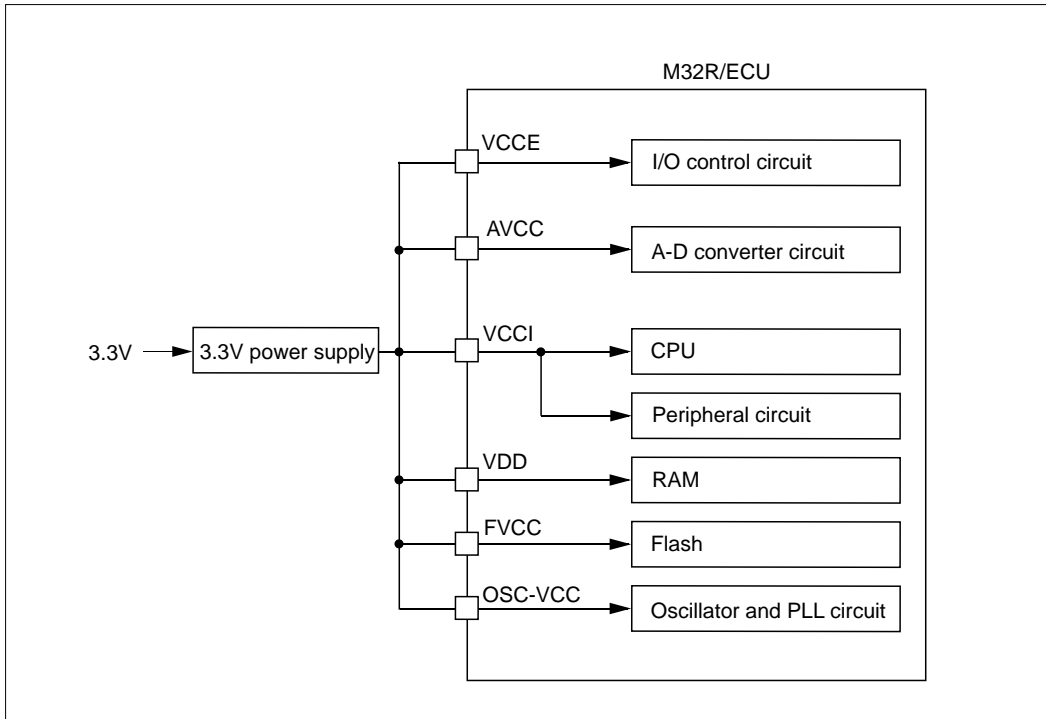 M32R/ECU
VCCE
I/O control circuit
AVCC
A-D converter circuit
3.3V
3.3V power supply
VCCI
CPU
Peripheral circuit
VDD
RAM
FVCC
Flash
OSC-VCC
Oscillator and PLL circuit